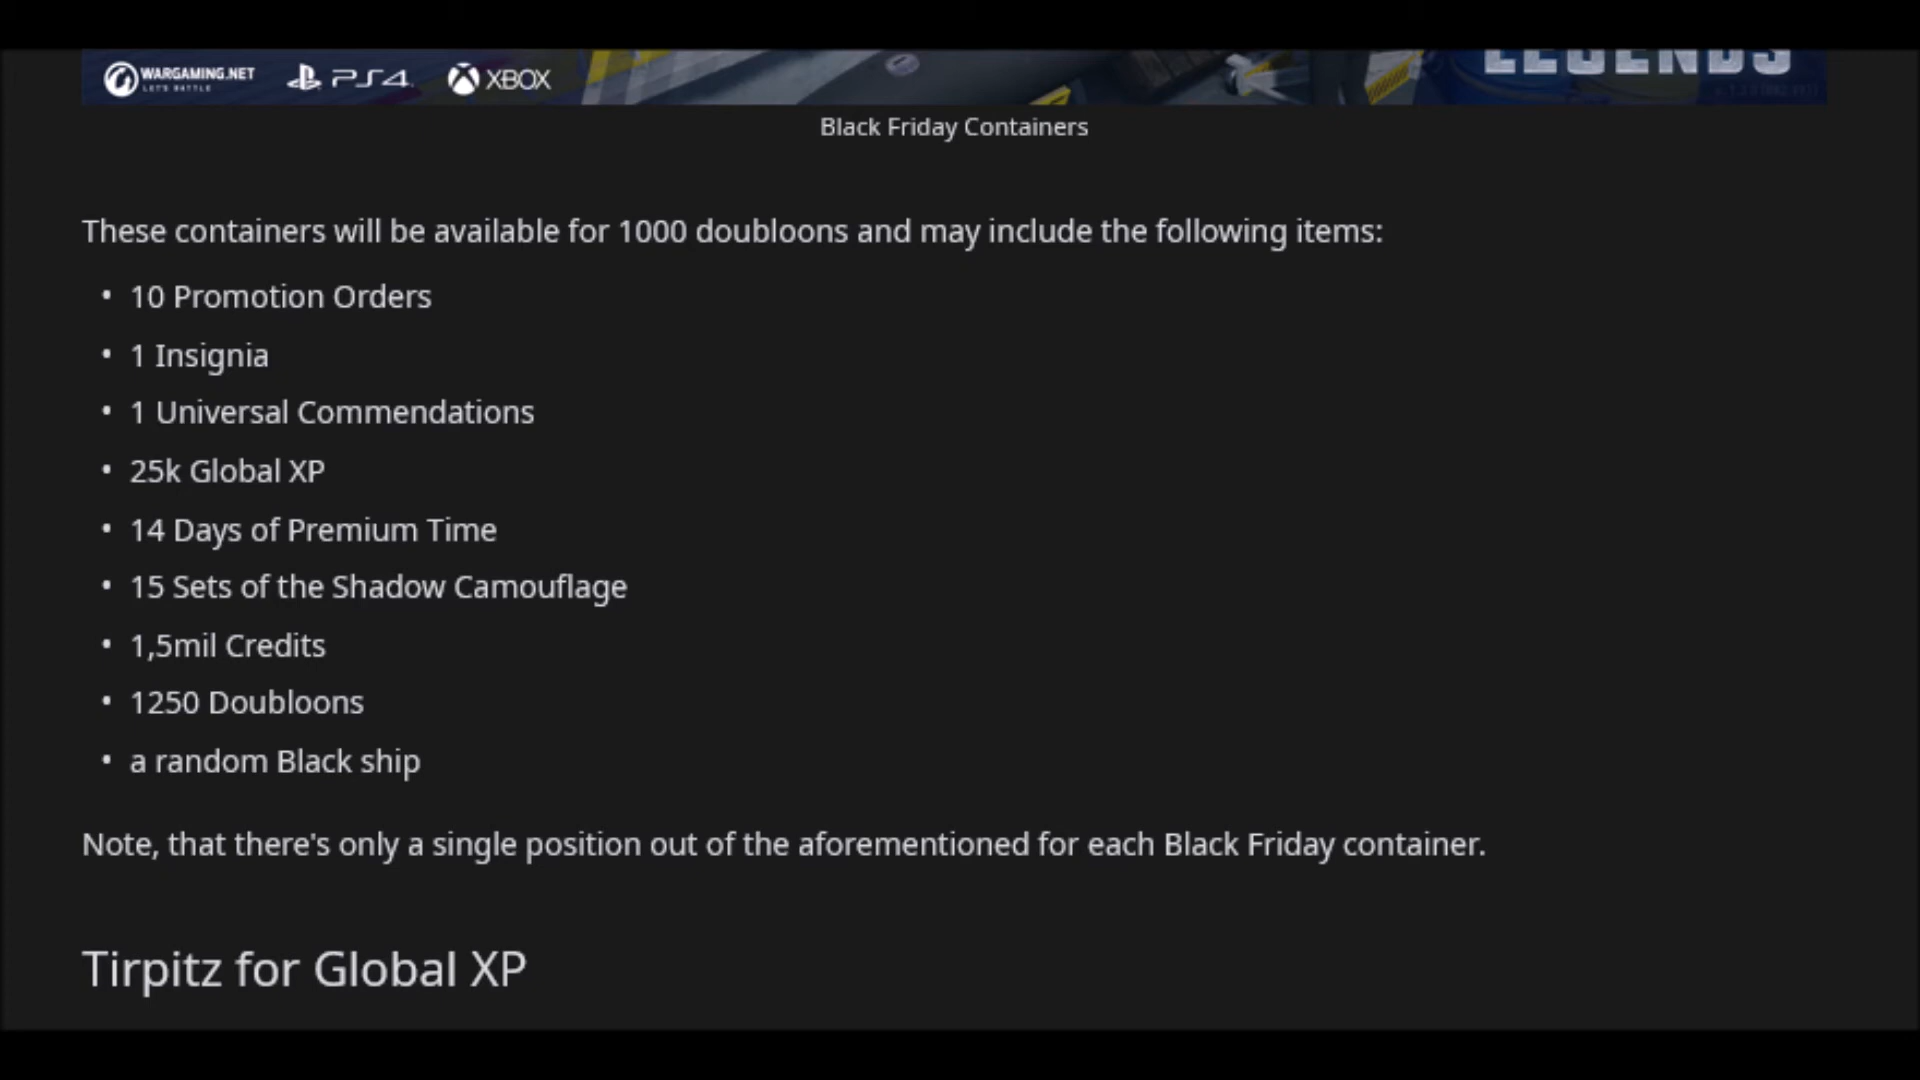 WARGAMING.NET
LET'S BATTLE
PS4
XBOX
LEGENDS
Black Friday Containers
These containers will be available for 1000 doubloons and may include the following items:
• 10 Promotion Orders
• 1 Insignia
• 1 Universal Commendations
• 25k Global XP
• 14 Days of Premium Time
• 15 Sets of the Shadow Camouflage
• 1,5mil Credits
• 1250 Doubloons
• a random Black ship
Note, that there's only a single position out of the aforementioned for each Black Friday container.
Tirpitz for Global XP